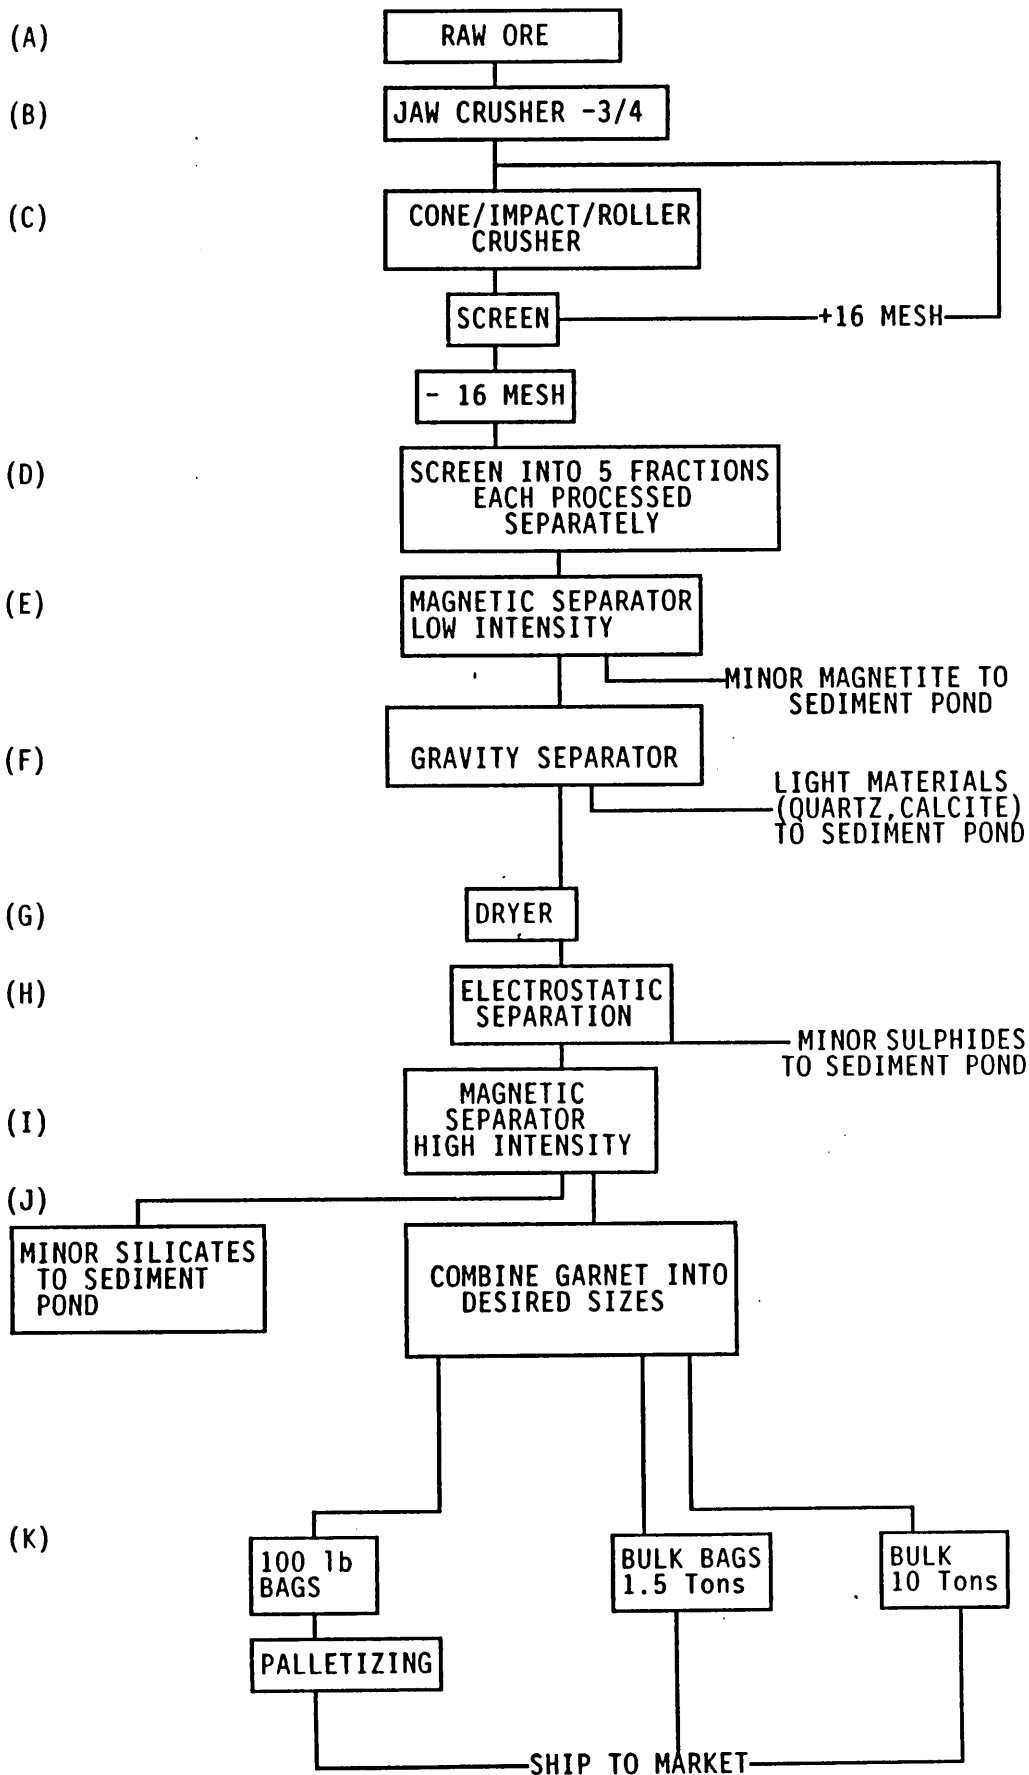 (A)
RAW ORE
(B)
JAW CRUSHER -3/4
(C)
CONE/IMPACT/ROLLER
CRUSHER
SCREEN
+16 MESH
- 16 MESH
(D)
SCREEN INTO 5 FRACTIONS
EACH PROCESSED
SEPARATELY
(E)
MAGNETIC SEPARATOR
LOW INTENSITY
MINOR MAGNETITE TO
SEDIMENT POND
(F)
GRAVITY SEPARATOR
LIGHT MATERIALS
(QUARTZ,CALCITE)
TO SEDIMENT POND
(G)
DRYER
(H)
ELECTROSTATIC
SEPARATION
MINOR SULPHIDES
TO SEDIMENT POND
(I)
MAGNETIC
SEPARATOR
HIGH INTENSITY
(J)
MINOR SILICATES
TO SEDIMENT
POND
COMBINE GARNET INTO
DESIRED SIZES
(K)
100 lb
BAGS
BULK BAGS
1.5 Tons
BULK
10 Tons
PALLETIZING
SHIP TO MARKET